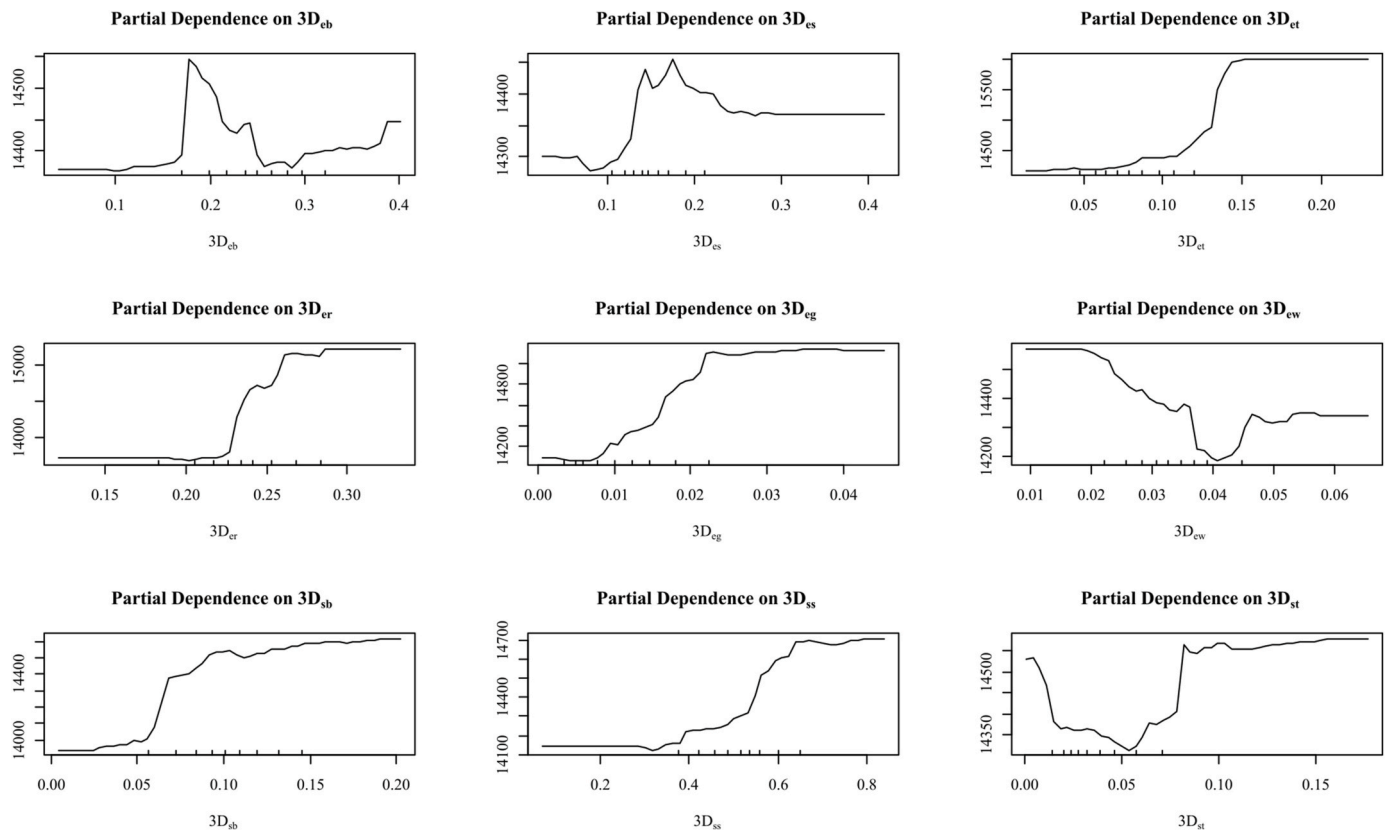 Partial Dependence on 3Deb
Partial Dependence on 3Des
Partial Dependence on 3Det
14400 14500
14300 14400
14500 15500
0.1 0.2 0.3 0.4
0.1 0.2 0.3 0.4
0.05 0.10 0.15 0.20
3Deb
3Des
3Det
Partial Dependence on 3Der
Partial Dependence on 3Deg
Partial Dependence on 3Dew
14000 15000
14200 14800
14200 14400
0.15 0.20 0.25 0.30
0.00 0.01 0.02 0.03 0.04
0.01 0.02 0.03 0.04 0.05 0.06
3Der
3Deg
3Dew
Partial Dependence on 3Dsb
Partial Dependence on 3Dss
Partial Dependence on 3Dst
14000 14400
14100 14400 14700
14350 14500
0.00 0.05 0.10 0.15 0.20
0.2 0.4 0.6 0.8
0.00 0.05 0.10 0.15
3Dsb
3Dss
3Dst